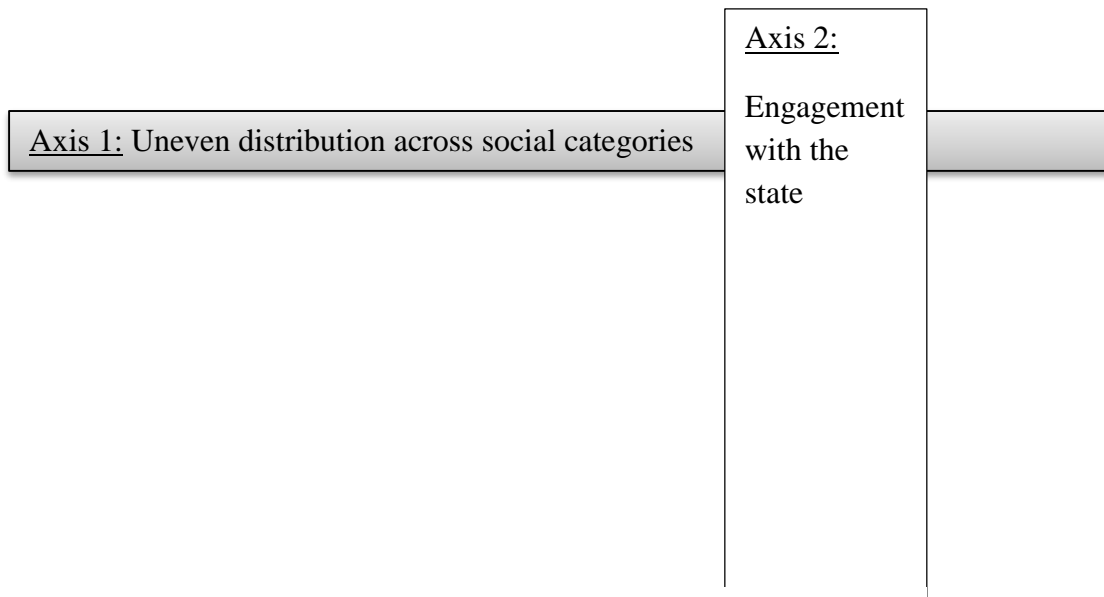 Axis 2:
Engagement
with the
state
Axis 1: Uneven distribution across social categories